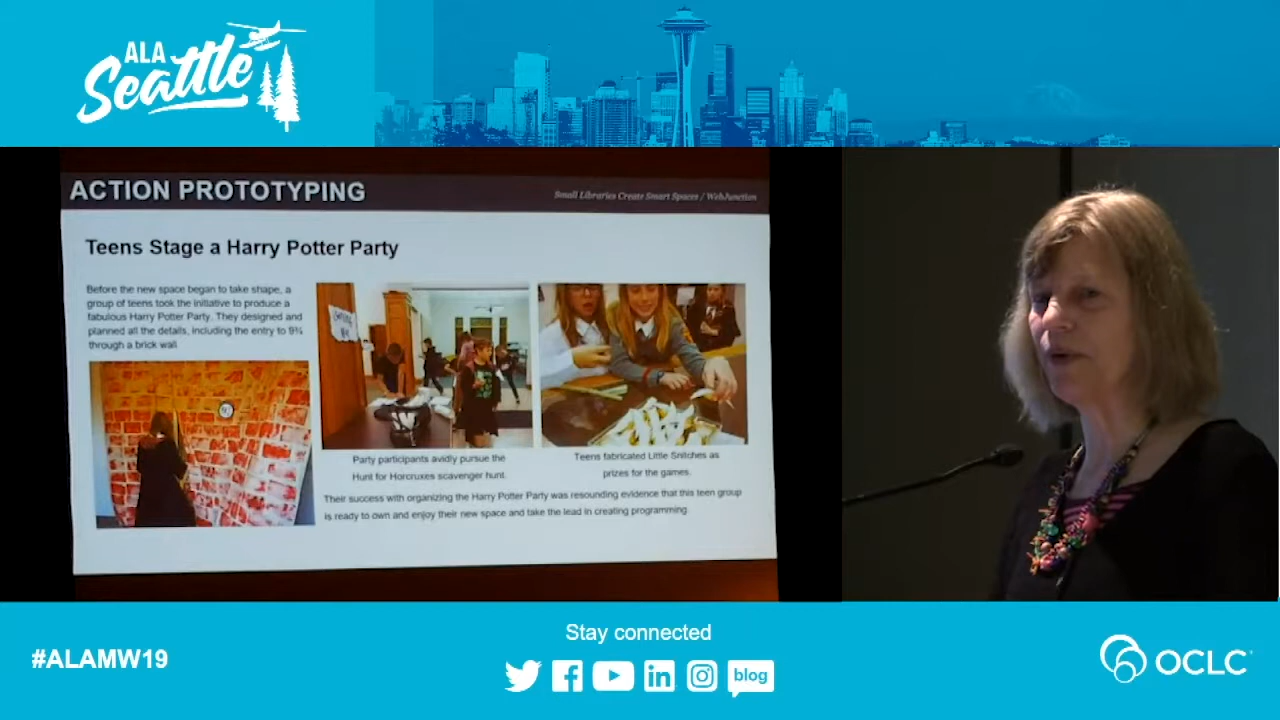 ALA
Seattle
ACTION PROTOTYPING
Small Libraries Create Smart Spaces / WebJunction
Teens Stage a Harry Potter Party
Before the new space began to take shape, a
group of teens took the initiative to produce a
fabulous Harry Potter Party. They designed and
planned all the details, including the entry to 9¾
through a brick wall
Party participants avidly pursue the
Hunt for Horcruxes scavenger hunt.
Teens fabricated Little Snitches as
prizes for the games.
Their success with organizing the Harry Potter Party was resounding evidence that this teen group
is ready to own and enjoy their new space and take the lead in creating programming
Stay connected
#ALAMW19
blog
OCLC